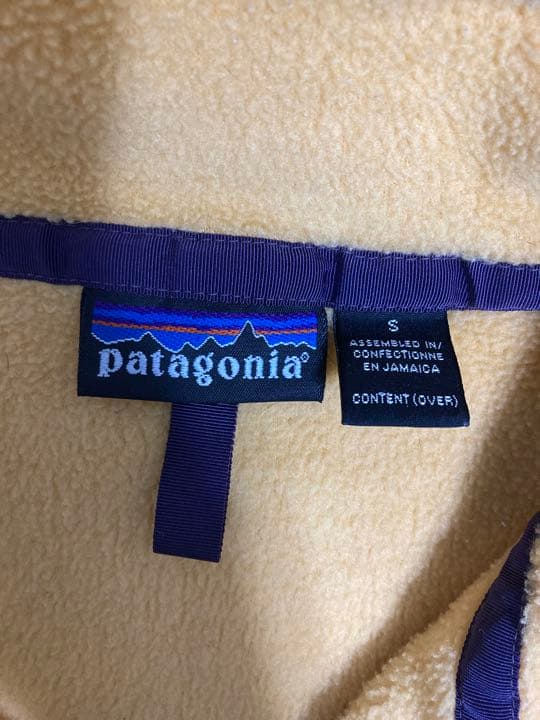 patagonia®
S
ASSEMBLED IN/
CONFECTIONNE
EN JAMAICA
CONTENT (OVER)